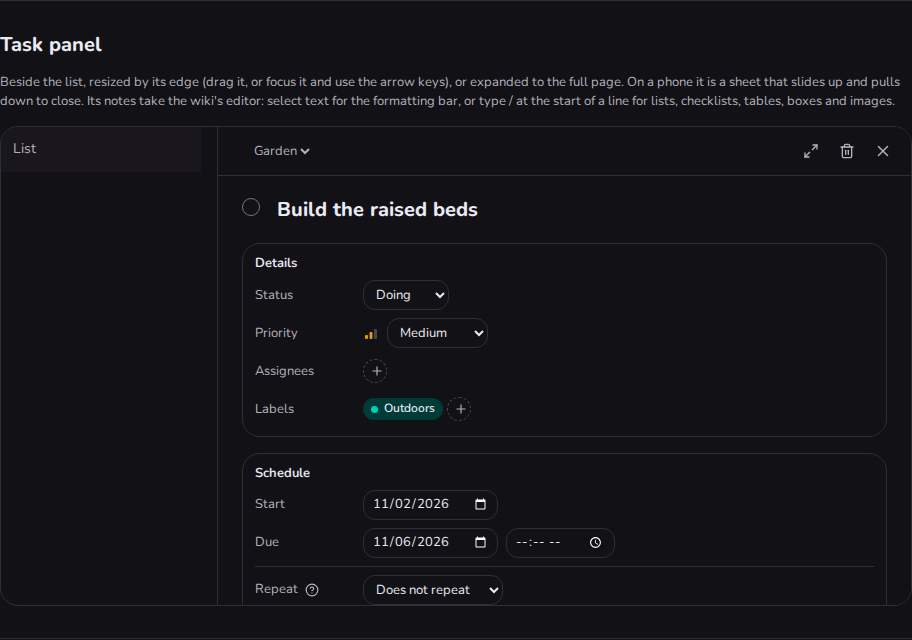 Task panel
Beside the list, resized by its edge (drag it, or focus it and use the arrow keys), or expanded to the full page. On a phone it is a sheet that slides up and pulls
down to close. Its notes take the wiki's editor: select text for the formatting bar, or type / at the start of a line for lists, checklists, tables, boxes and images.
List
Garden
Build the raised beds
Details
Status Doing
Priority Medium
Assignees
Labels Outdoors
Schedule
Start 11/02/2026
Due 11/06/2026 --:-- --
Repeat Does not repeat